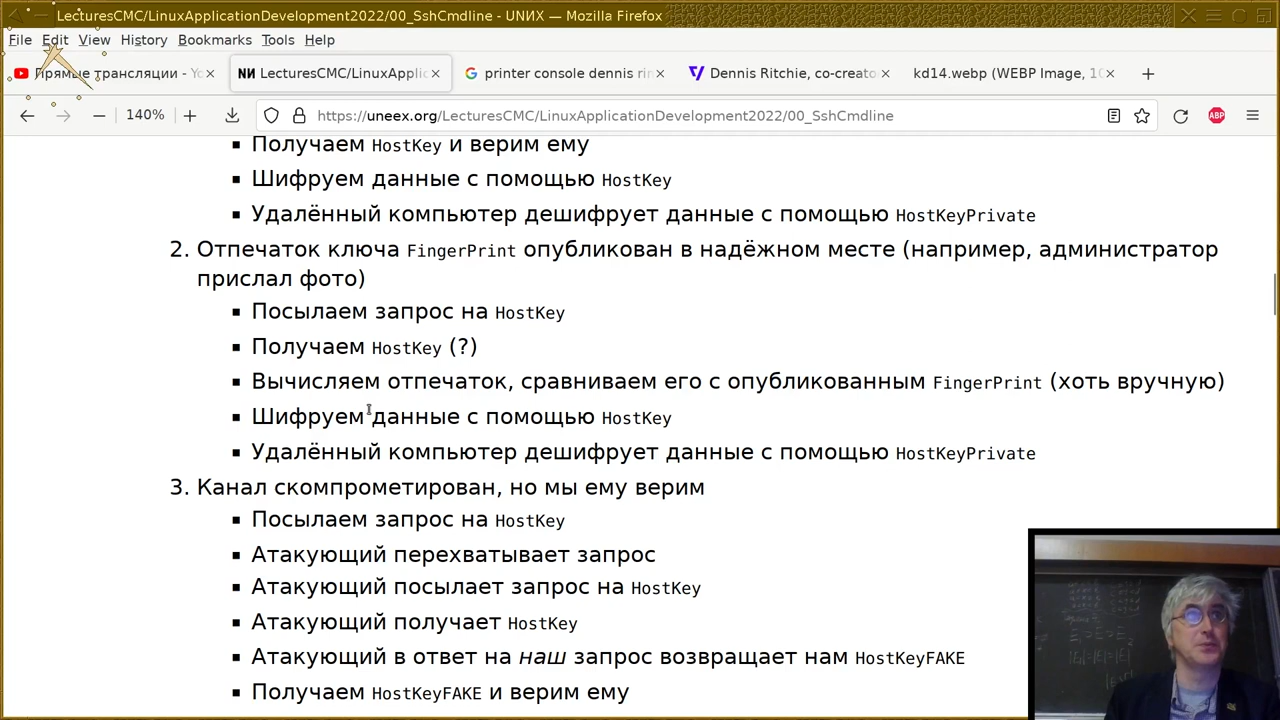 LecturesCMC/LinuxApplicationDevelopment2022/00_SshCmdline - UNИX — Mozilla Firefox
File Edit View History Bookmarks Tools Help
Прямые трансляции - Yo
NИ LecturesCMC/LinuxApplic
printer console dennis rit
Dennis Ritchie, co-creato
kd14.webp (WEBP Image, 10
140%
https://uneex.org/LecturesCMC/LinuxApplicationDevelopment2022/00_SshCmdline
ABP
Получаем HostKey и верим ему
Шифруем данные с помощью HostKey
Удалённый компьютер дешифрует данные с помощью HostKeyPrivate
2. Отпечаток ключа FingerPrint опубликован в надёжном месте (например, администратор
прислал фото)
Посылаем запрос на HostKey
Получаем HostKey (?)
Вычисляем отпечаток, сравниваем его с опубликованным FingerPrint (хоть вручную)
Шифруем данные с помощью HostKey
Удалённый компьютер дешифрует данные с помощью HostKeyPrivate
3. Канал скомпрометирован, но мы ему верим
Посылаем запрос на HostKey
Атакующий перехватывает запрос
Атакующий посылает запрос на HostKey
Атакующий получает HostKey
Атакующий в ответ на наш запрос возвращает нам HostKeyFAKE
Получаем HostKeyFAKE и верим ему